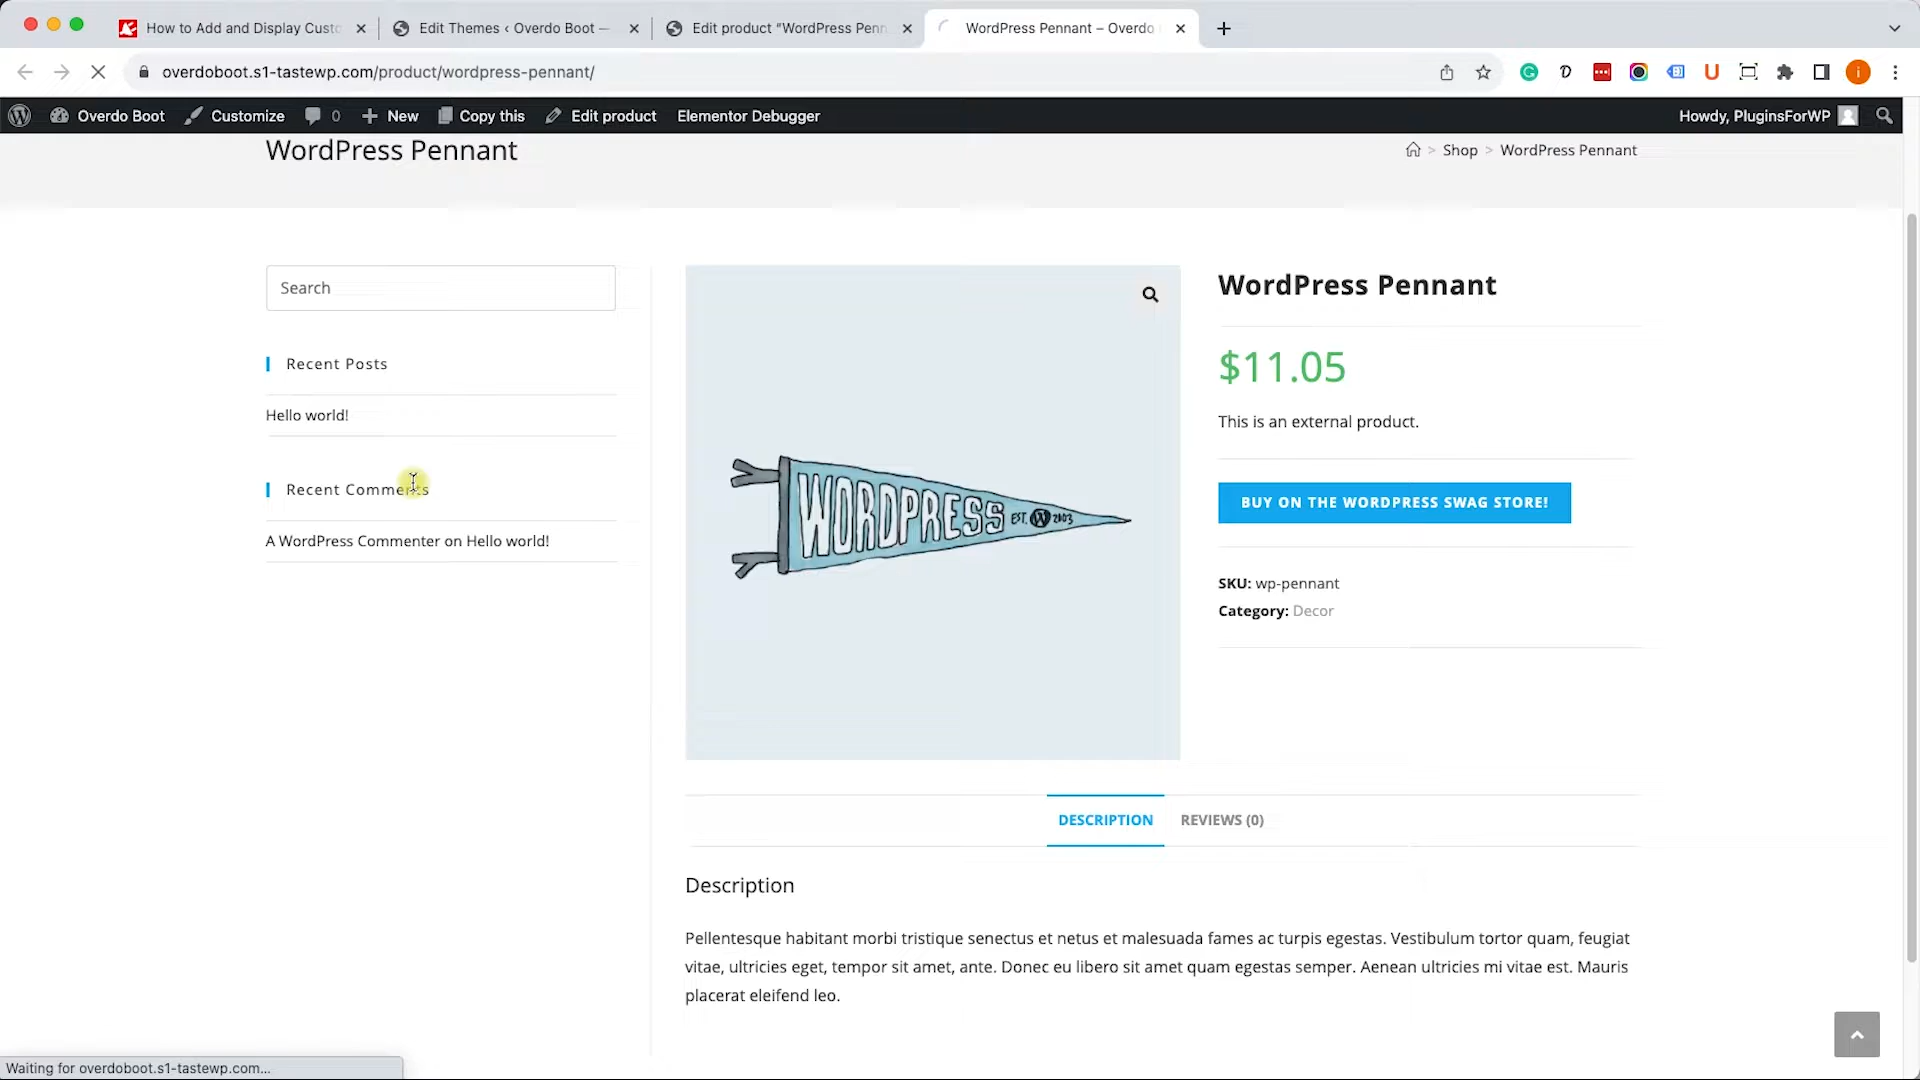 How to Add and Display Custo
Edit Themes ‹ Overdo Boot —
Edit product “WordPress Penn
WordPress Pennant – Overdo
overdoboot.s1-tastewp.com/product/wordpress-pennant/
Overdo Boot
Customize
0
New
Copy this
Edit product
Elementor Debugger
Howdy, PluginsForWP
WordPress Pennant
> Shop > WordPress Pennant
Search
Recent Posts
Hello world!
Recent Comments
A WordPress Commenter on Hello world!
WORDPRESS EST. W 2003
WordPress Pennant
$11.05
This is an external product.
BUY ON THE WORDPRESS SWAG STORE!
SKU: wp-pennant
Category: Decor
DESCRIPTION
REVIEWS (0)
Description
Pellentesque habitant morbi tristique senectus et netus et malesuada fames ac turpis egestas. Vestibulum tortor quam, feugiat
vitae, ultricies eget, tempor sit amet, ante. Donec eu libero sit amet quam egestas semper. Aenean ultricies mi vitae est. Mauris
placerat eleifend leo.
Waiting for overdoboot.s1-tastewp.com...